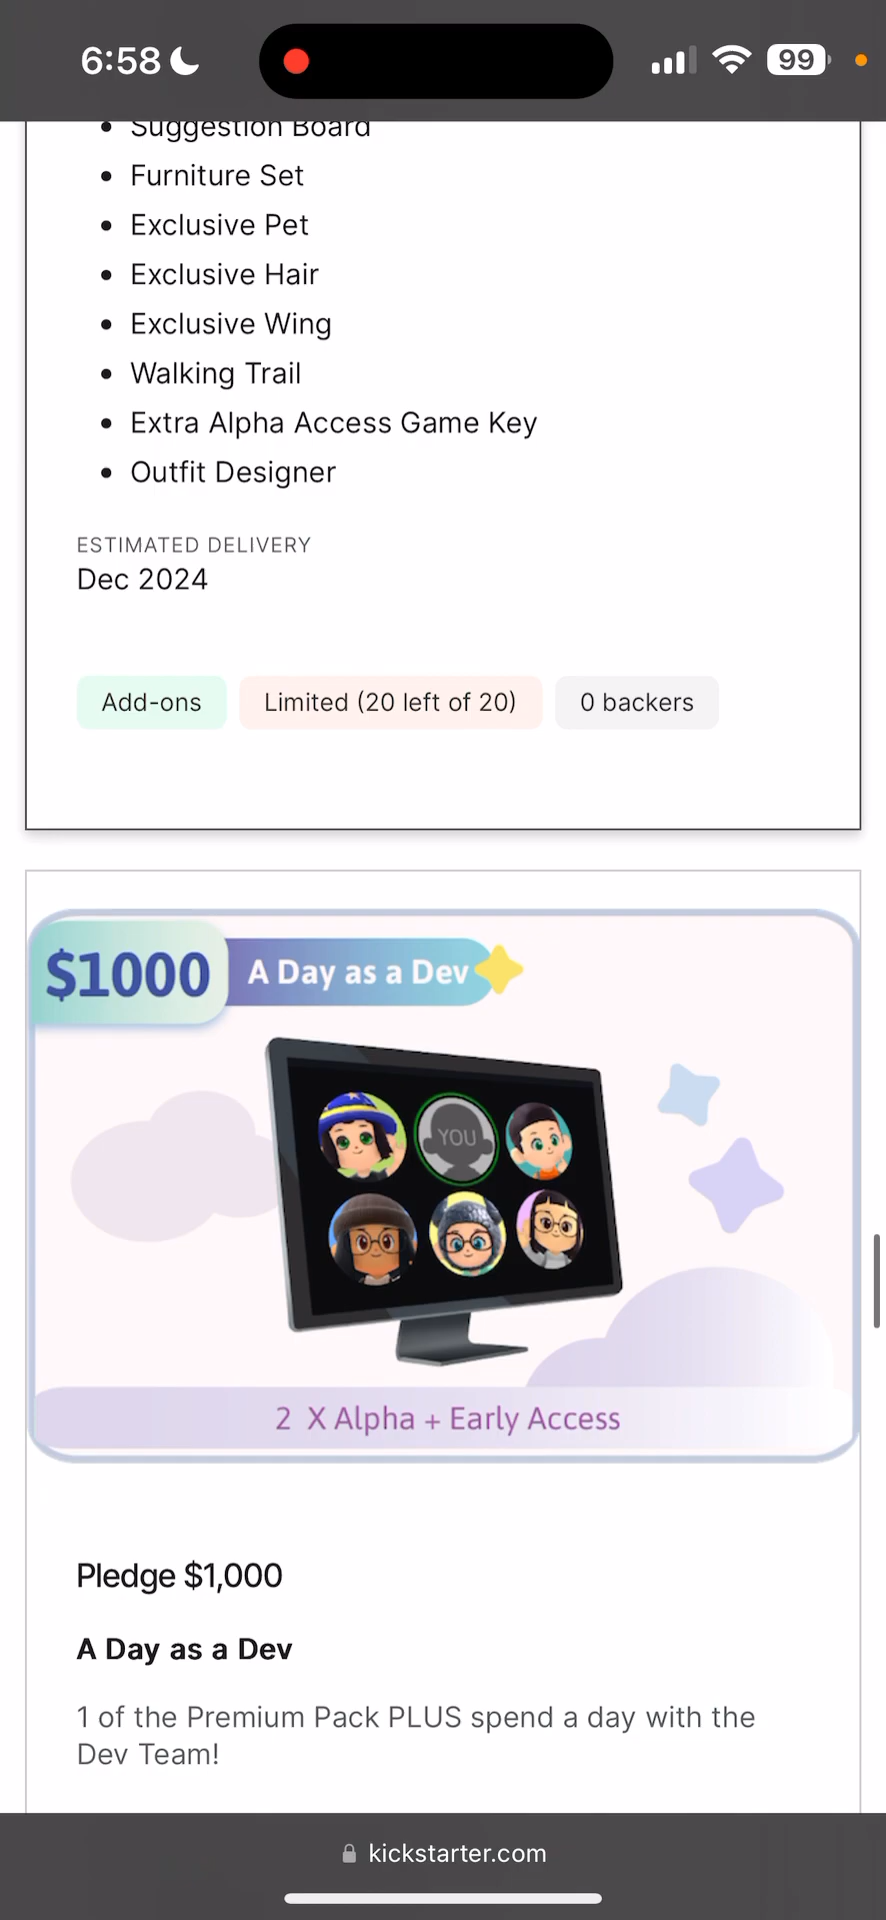 6:58
99
Suggestion Board
Furniture Set
Exclusive Pet
Exclusive Hair
Exclusive Wing
Walking Trail
Extra Alpha Access Game Key
Outfit Designer
ESTIMATED DELIVERY
Dec 2024
Add-ons Limited (20 left of 20) 0 backers
$1000 A Day as a Dev
YOU
2 X Alpha + Early Access
Pledge $1,000
A Day as a Dev
1 of the Premium Pack PLUS spend a day with the
Dev Team!
kickstarter.com